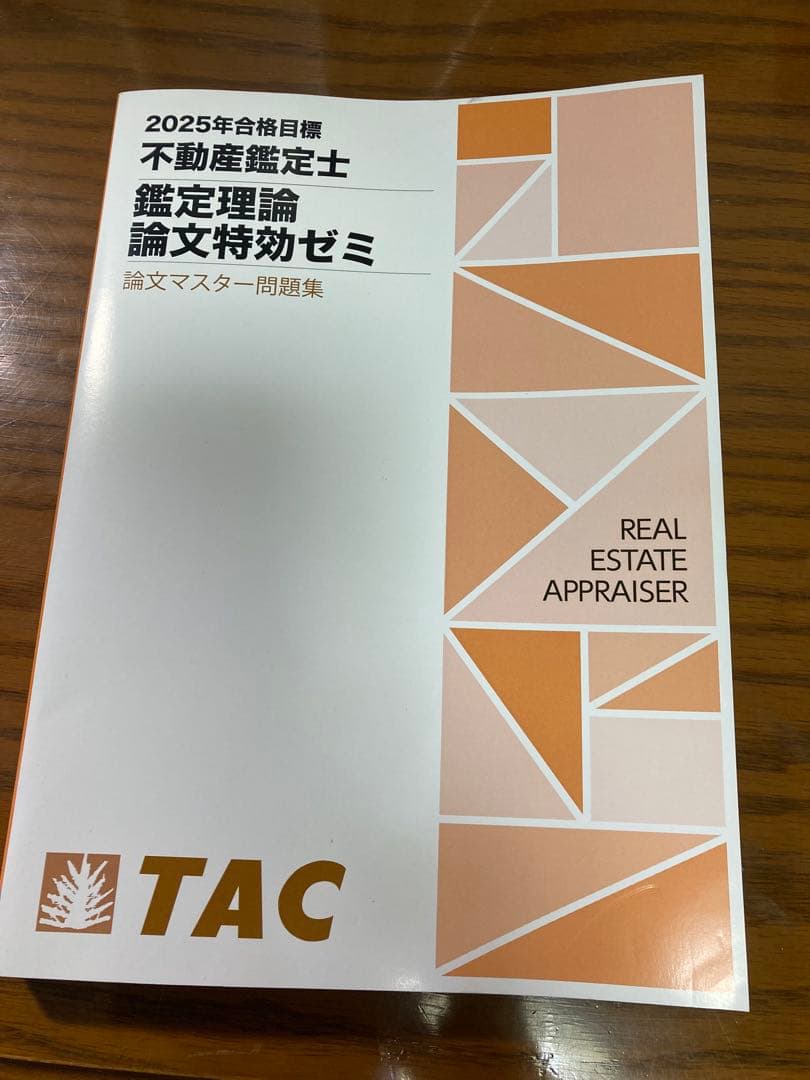 2025年合格目標
不動産鑑定士
鑑定理論
論文特効ゼミ
論文マスター問題集
REAL
ESTATE
APPRAISER
TAC